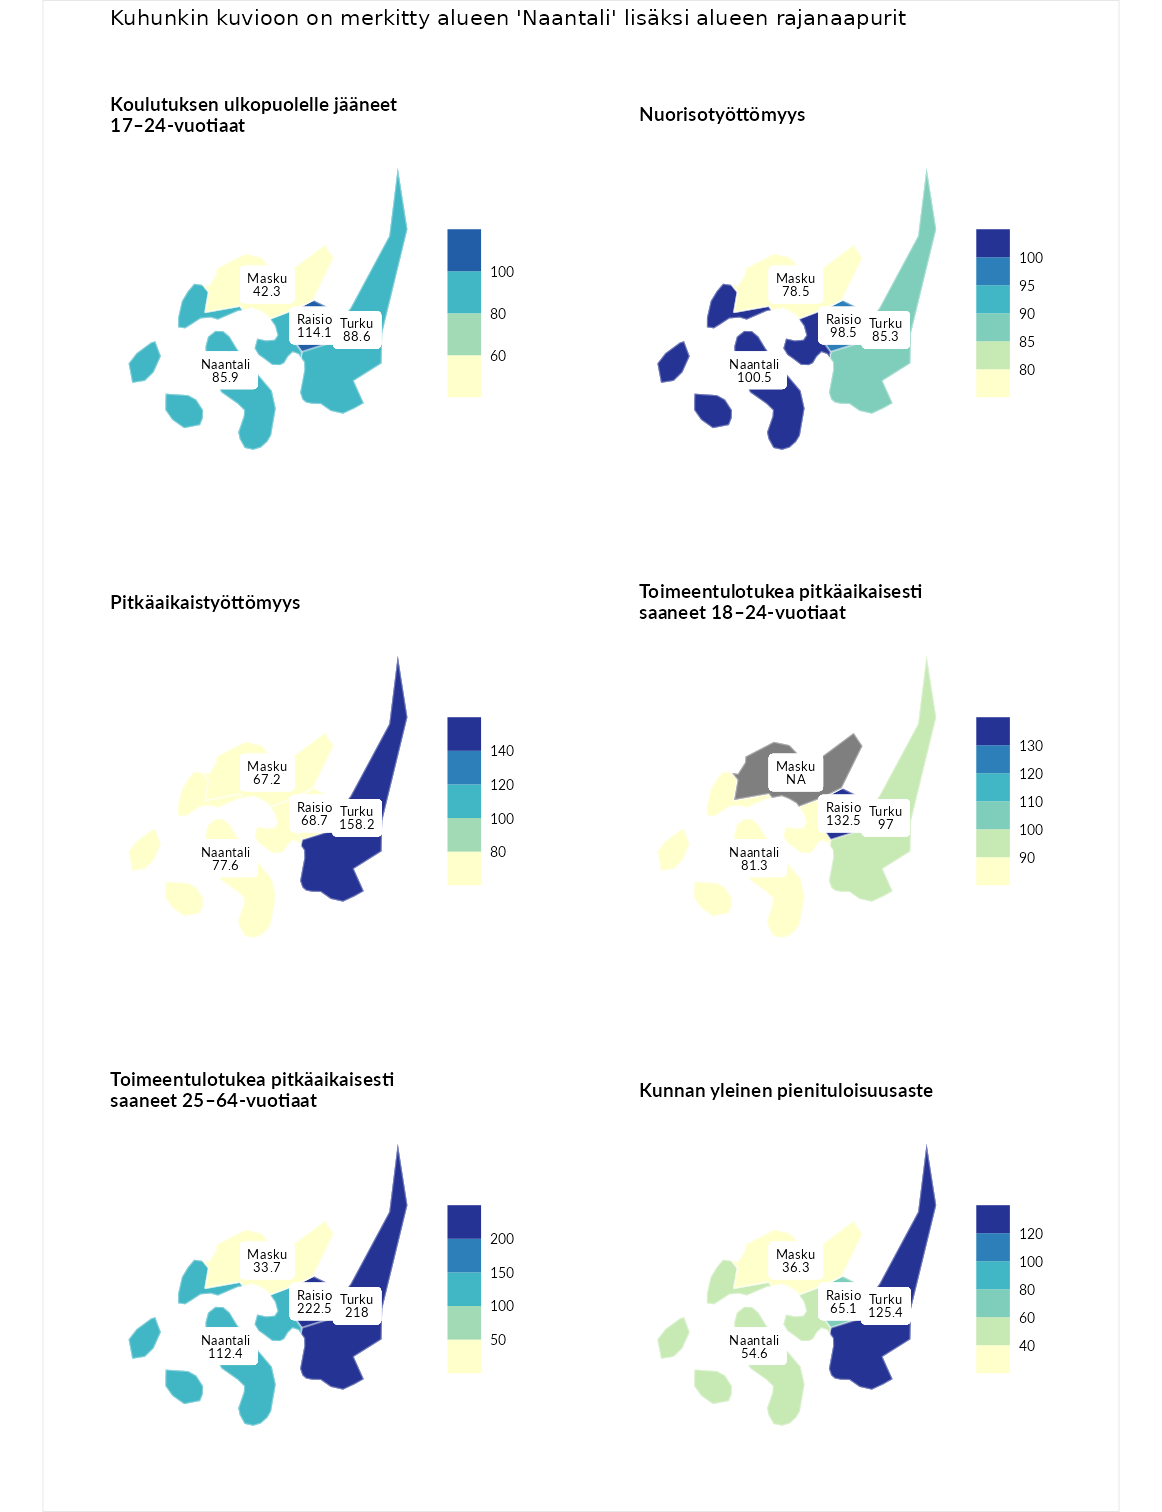 Kuhunkin kuvioon on merkitty alueen 'Naantali' lisäksi alueen rajanaapurit
Koulutuksen ulkopuolelle jääneet
17–24-vuotiaat
Masku
42.3
Raisio
114.1
Turku
88.6
Naantali
85.9
100
80
60
Nuorisotyöttömyys
Masku
78.5
Raisio
98.5
Turku
85.3
Naantali
100.5
100
95
90
85
80
Pitkäaikaistyöttömyys
Masku
67.2
Raisio
68.7
Turku
158.2
Naantali
77.6
140
120
100
80
Toimeentulotukea pitkäaikaisesti
saaneet 18–24-vuotiaat
Masku
NA
Raisio
132.5
Turku
97
Naantali
81.3
130
120
110
100
90
Toimeentulotukea pitkäaikaisesti
saaneet 25–64-vuotiaat
Masku
33.7
Raisio
222.5
Turku
218
Naantali
112.4
200
150
100
50
Kunnan yleinen pienituloisuusaste
Masku
36.3
Raisio
65.1
Turku
125.4
Naantali
54.6
120
100
80
60
40